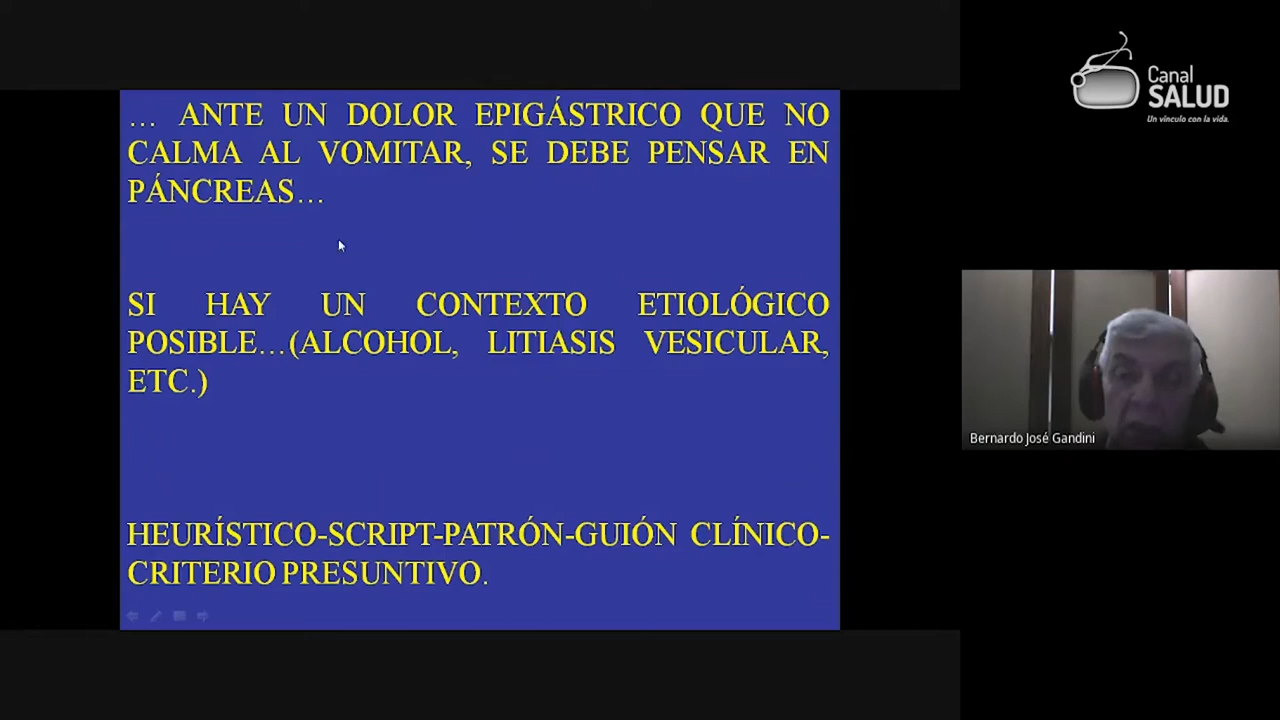 … ANTE UN DOLOR EPIGÁSTRICO QUE NO
CALMA AL VOMITAR, SE DEBE PENSAR EN
PÁNCREAS…
SI HAY UN CONTEXTO ETIOLÓGICO
POSIBLE…(ALCOHOL, LITIASIS VESICULAR,
ETC.)
HEURÍSTICO-SCRIPT-PATRÓN-GUIÓN CLÍNICO-
CRITERIO PRESUNTIVO.
Canal
SALUD
Un vínculo con la vida.
Bernardo José Gandini